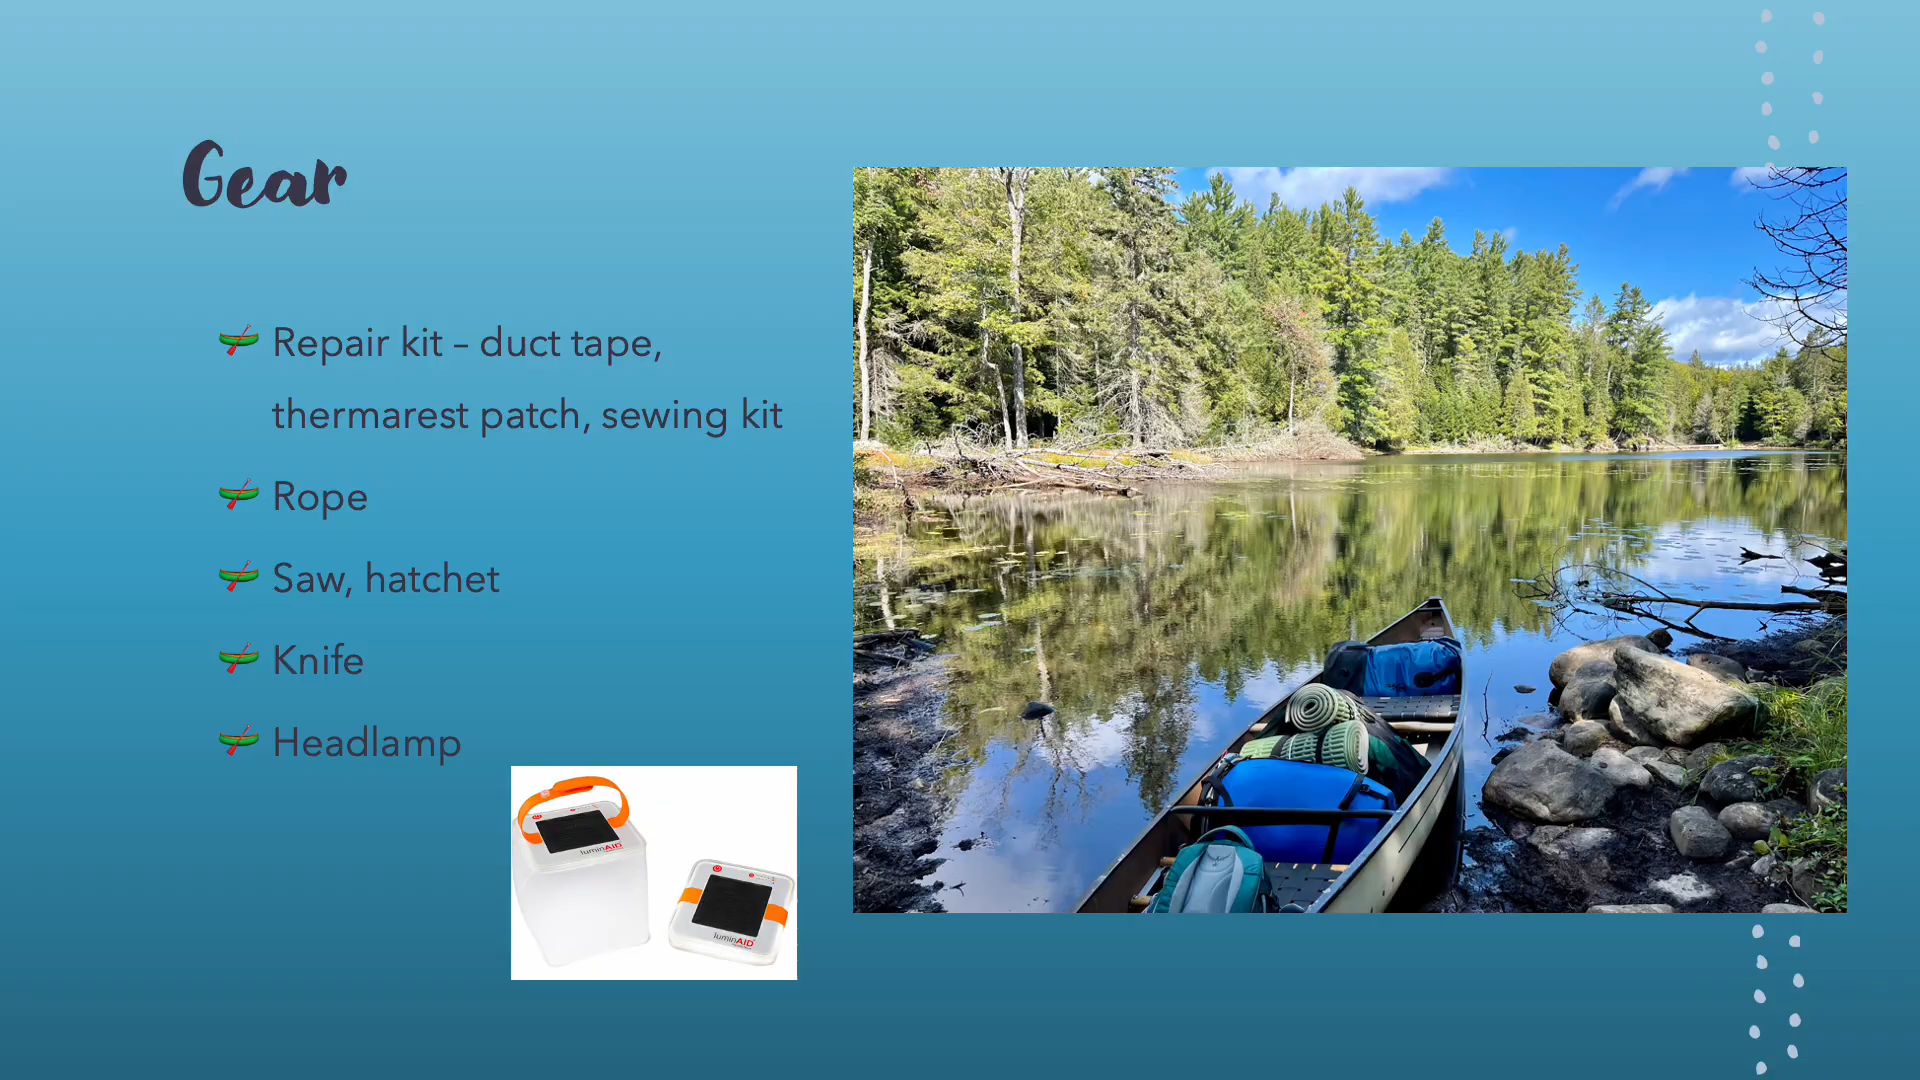 Gear
Repair kit – duct tape,
thermarest patch, sewing kit
Rope
Saw, hatchet
Knife
Headlamp
luminAID
luminAID